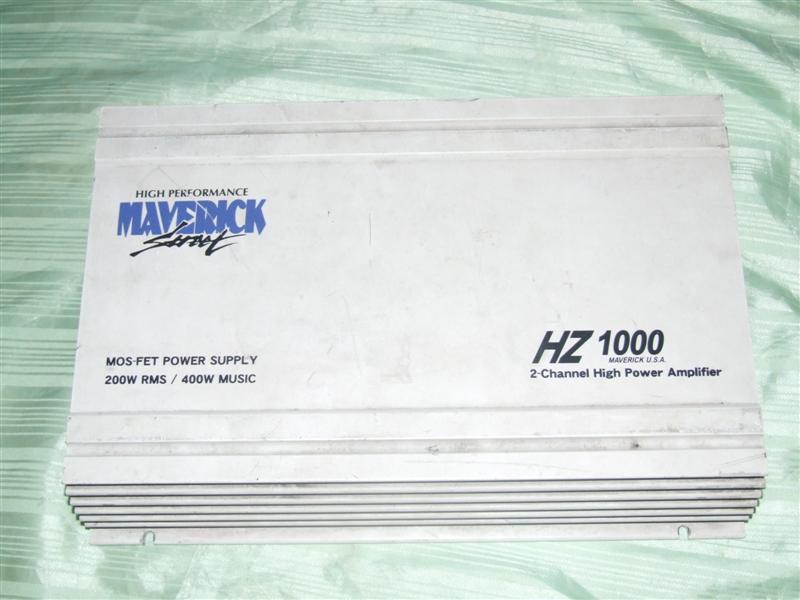 HIGH PERFORMANCE
MAVERICK
Street
MOS-FET POWER SUPPLY
200W RMS / 400W MUSIC
HZ 1000
MAVERICK U.S.A.
2-Channel High Power Amplifier